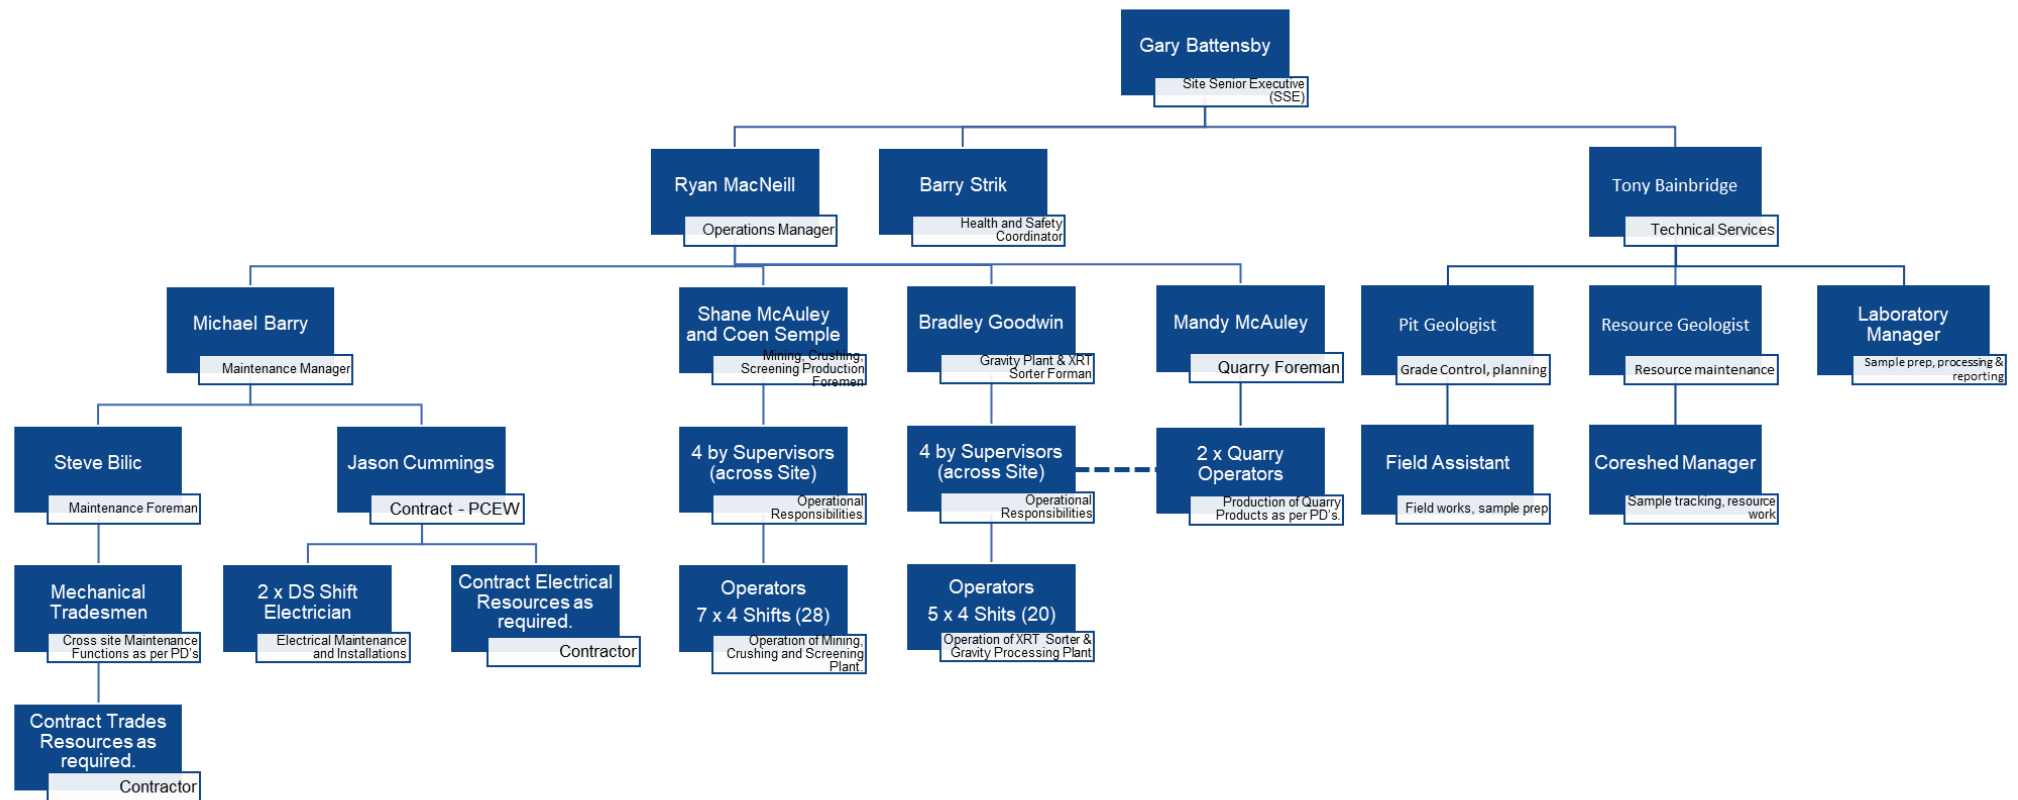 Gary Battensby
Site Senior Executive
(SSE)
Ryan MacNeill
Operations Manager
Barry Strik
Health and Safety
Coordinator
Tony Bainbridge
Technical Services
Michael Barry
Maintenance Manager
Shane McAuley
and Coen Semple
Mining, Crushing,
Screening Production
Foremen
Bradley Goodwin
Gravity Plant & XRT
Sorter Forman
Mandy McAuley
Quarry Foreman
Pit Geologist
Grade Control, planning
Resource Geologist
Resource maintenance
Laboratory
Manager
Sample prep, processing &
reporting
Steve Bilic
Maintenance Foreman
Jason Cummings
Contract - PCEW
4 by Supervisors
(across Site)
Operational
Responsibilities.
4 by Supervisors
(across Site)
Operational
Responsibilities
2 x Quarry
Operators
Production of Quarry
Products as per PD's.
Field Assistant
Field works, sample prep
Coreshed Manager
Sample tracking, resource
work
Mechanical
Tradesmen
Cross site Maintenance
Functions as per PD's
2 x DS Shift
Electrician
Electrical Maintenance
and Installations
Contract Electrical
Resources as
required.
Contractor
Operators
7 x 4 Shifts (28)
Operation of Mining,
Crushing and Screening
Plant.
Operators
5 x 4 Shits (20)
Operation of XRT Sorter &
Gravity Processing Plant
Contract Trades
Resources as
required.
Contractor